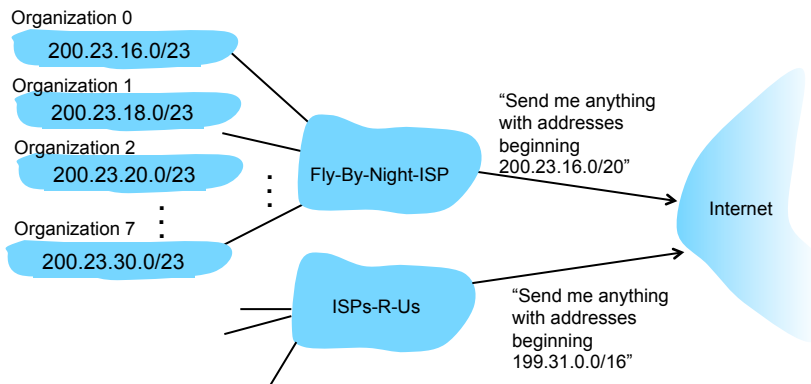 Organization 0
200.23.16.0/23
Organization 1
200.23.18.0/23
Organization 2
200.23.20.0/23
Organization 7
200.23.30.0/23
Fly-By-Night-ISP
“Send me anything
with addresses
beginning
200.23.16.0/20”
Internet
ISPs-R-Us
“Send me anything
with addresses
beginning
199.31.0.0/16”